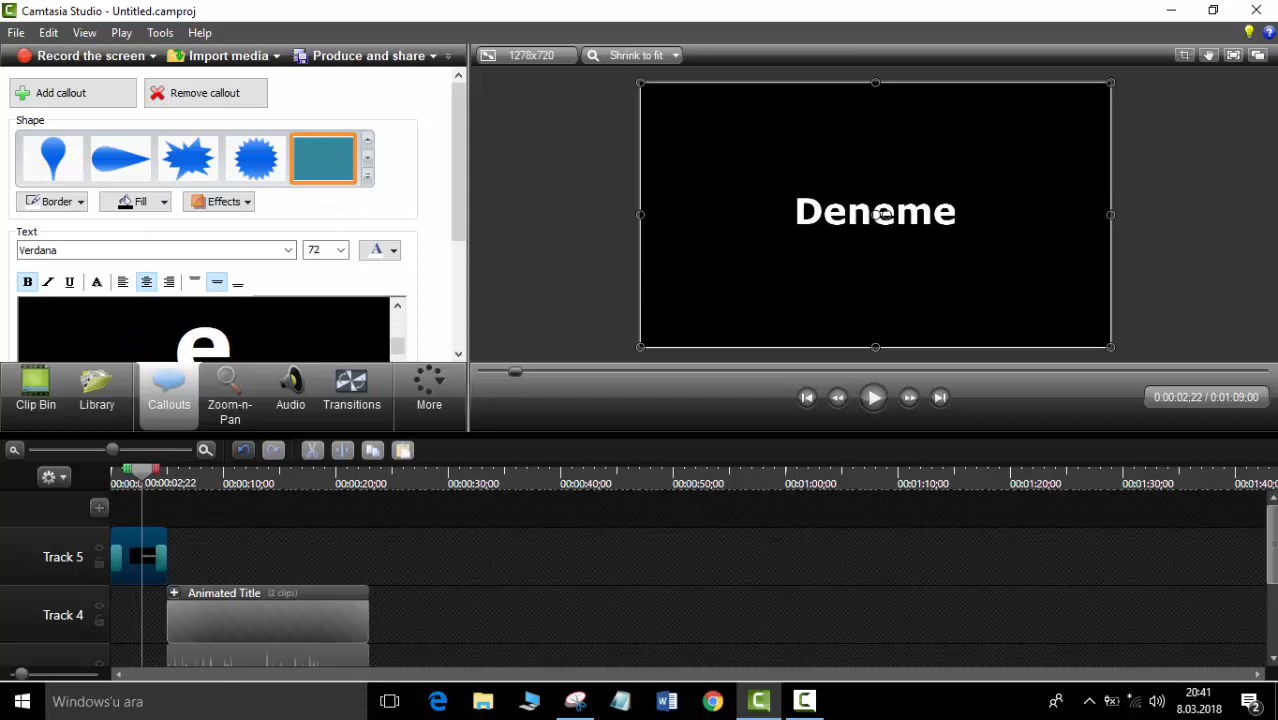 Camtasia Studio - Untitled.camproj
File Edit View Play Tools Help
Record the screen Import media Produce and share
1278x720 Shrink to fit
Add callout Remove callout
Shape
Border Fill Effects
Text
Verdana 72 A
B I U A
e
Deneme
Clip Bin Library Callouts Zoom-n-Pan Audio Transitions More
0:00:02;22 / 0:01:09:00
00:00:02;22 00:00:10;00 00:00:20;00 00:00:30;00 00:00:40;00 00:00:50;00 00:01:00;00 00:01:10;00 00:01:20;00 00:01:30;00
Track 5
Animated Title (2 clips)
Track 4
Windows'u ara
20:41
8.03.2018
2